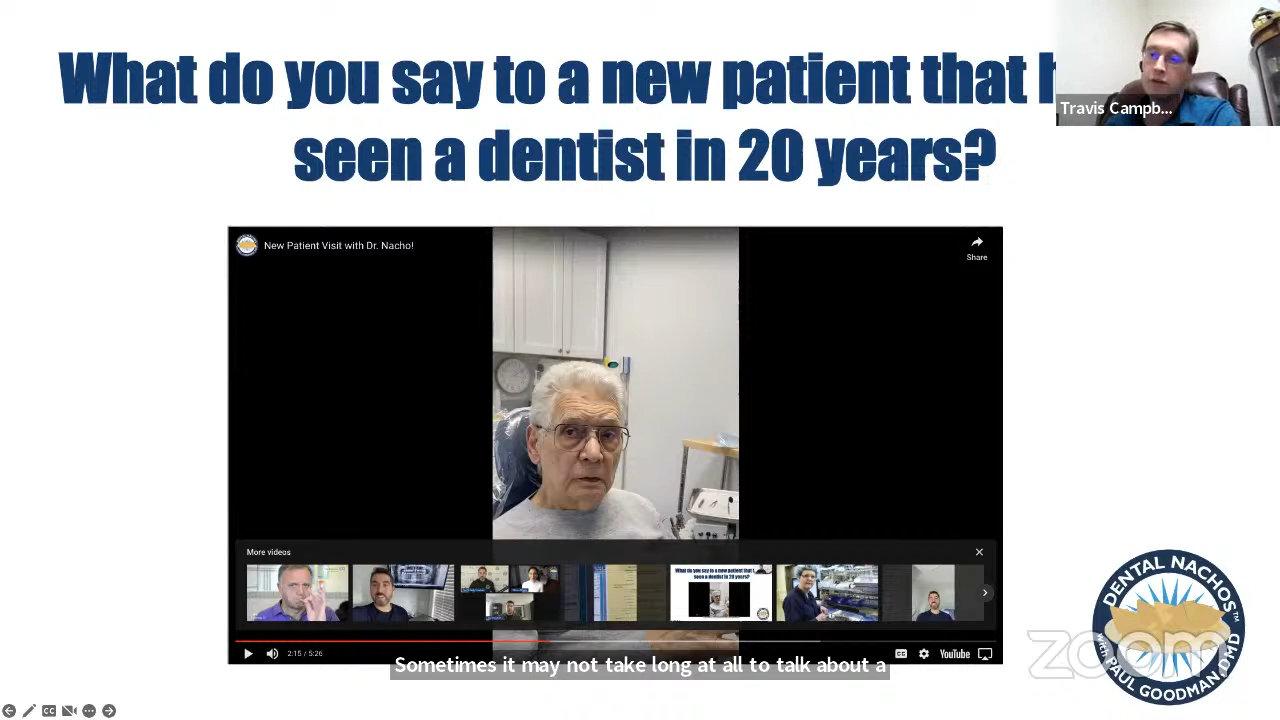 What do you say to a new patient that h
seen a dentist in 20 years?
Travis Campb...
New Patient Visit with Dr. Nacho!
Share
More videos
What do you say to a new patient that
seen a dentist in 20 years?
2:15 / 5:26
CC
YouTube
Sometimes it may not take long at all to talk about a
DENTAL NACHOS™
with PAUL GOODMAN, DMD
zoom
CC